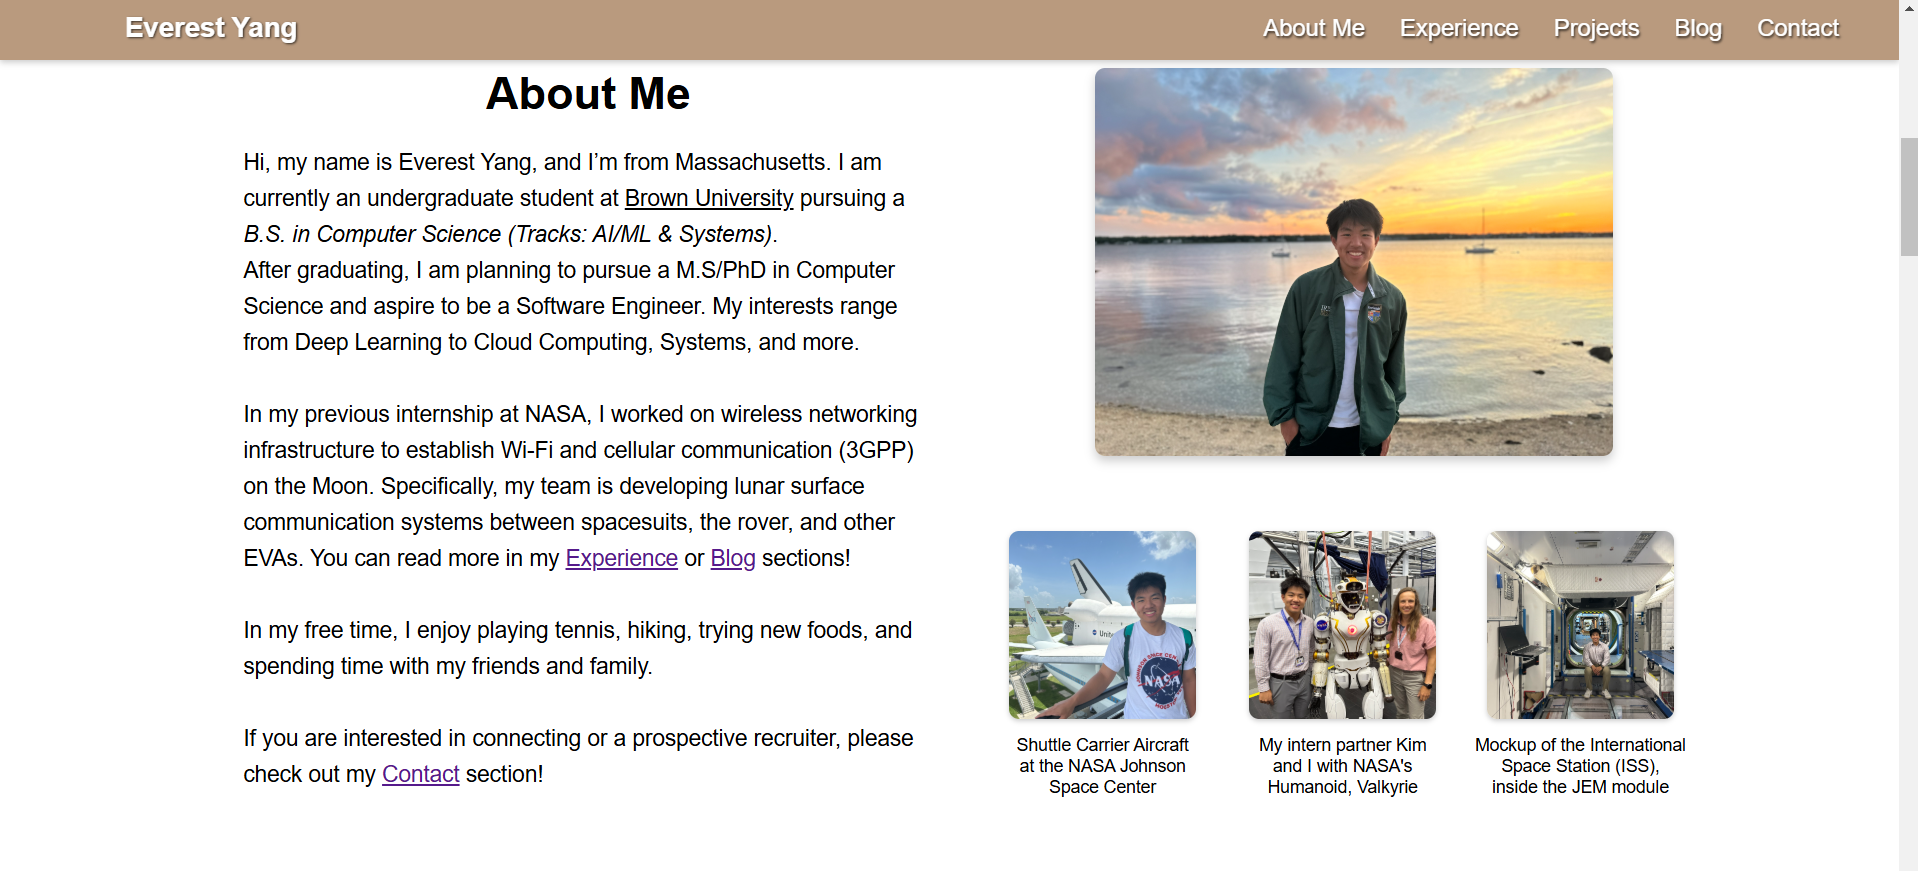 Everest Yang
About Me
Experience
Projects
Blog
Contact
About Me
Hi, my name is Everest Yang, and I’m from Massachusetts. I am
currently an undergraduate student at Brown University pursuing a
B.S. in Computer Science (Tracks: AI/ML & Systems).
After graduating, I am planning to pursue a M.S/PhD in Computer
Science and aspire to be a Software Engineer. My interests range
from Deep Learning to Cloud Computing, Systems, and more.
In my previous internship at NASA, I worked on wireless networking
infrastructure to establish Wi-Fi and cellular communication (3GPP)
on the Moon. Specifically, my team is developing lunar surface
communication systems between spacesuits, the rover, and other
EVAs. You can read more in my Experience or Blog sections!
In my free time, I enjoy playing tennis, hiking, trying new foods, and
spending time with my friends and family.
If you are interested in connecting or a prospective recruiter, please
check out my Contact section!
NASA
Shuttle Carrier Aircraft
at the NASA Johnson
Space Center
My intern partner Kim
and I with NASA's
Humanoid, Valkyrie
Mockup of the International
Space Station (ISS),
inside the JEM module